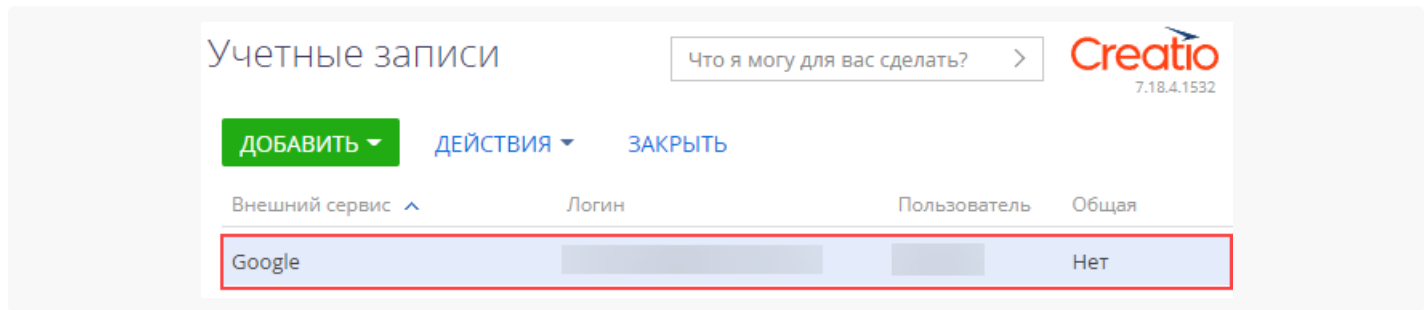 Учетные записи
Что я могу для вас сделать?
Creatio
7.18.4.1532
ДОБАВИТЬ ДЕЙСТВИЯ ЗАКРЫТЬ
Внешний сервис Логин Пользователь Общая
Google Нет